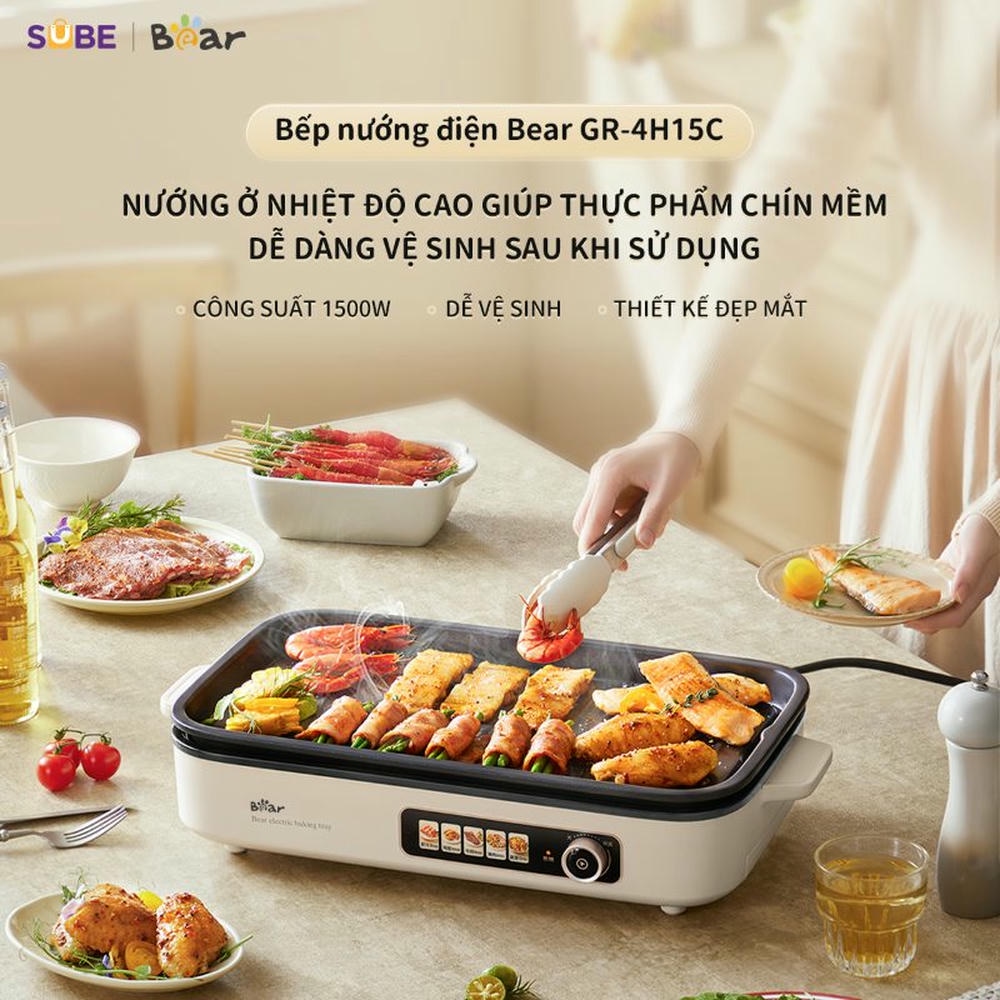 SUBE | Bear
Bếp nướng điện Bear GR-4H15C
NƯỚNG Ở NHIỆT ĐỘ CAO GIÚP THỰC PHẨM CHÍN MỀM
DỄ DÀNG VỆ SINH SAU KHI SỬ DỤNG
CÔNG SUẤT 1500W
DỄ VỆ SINH
THIẾT KẾ ĐẸP MẮT
Bear
Bear electric baking tray